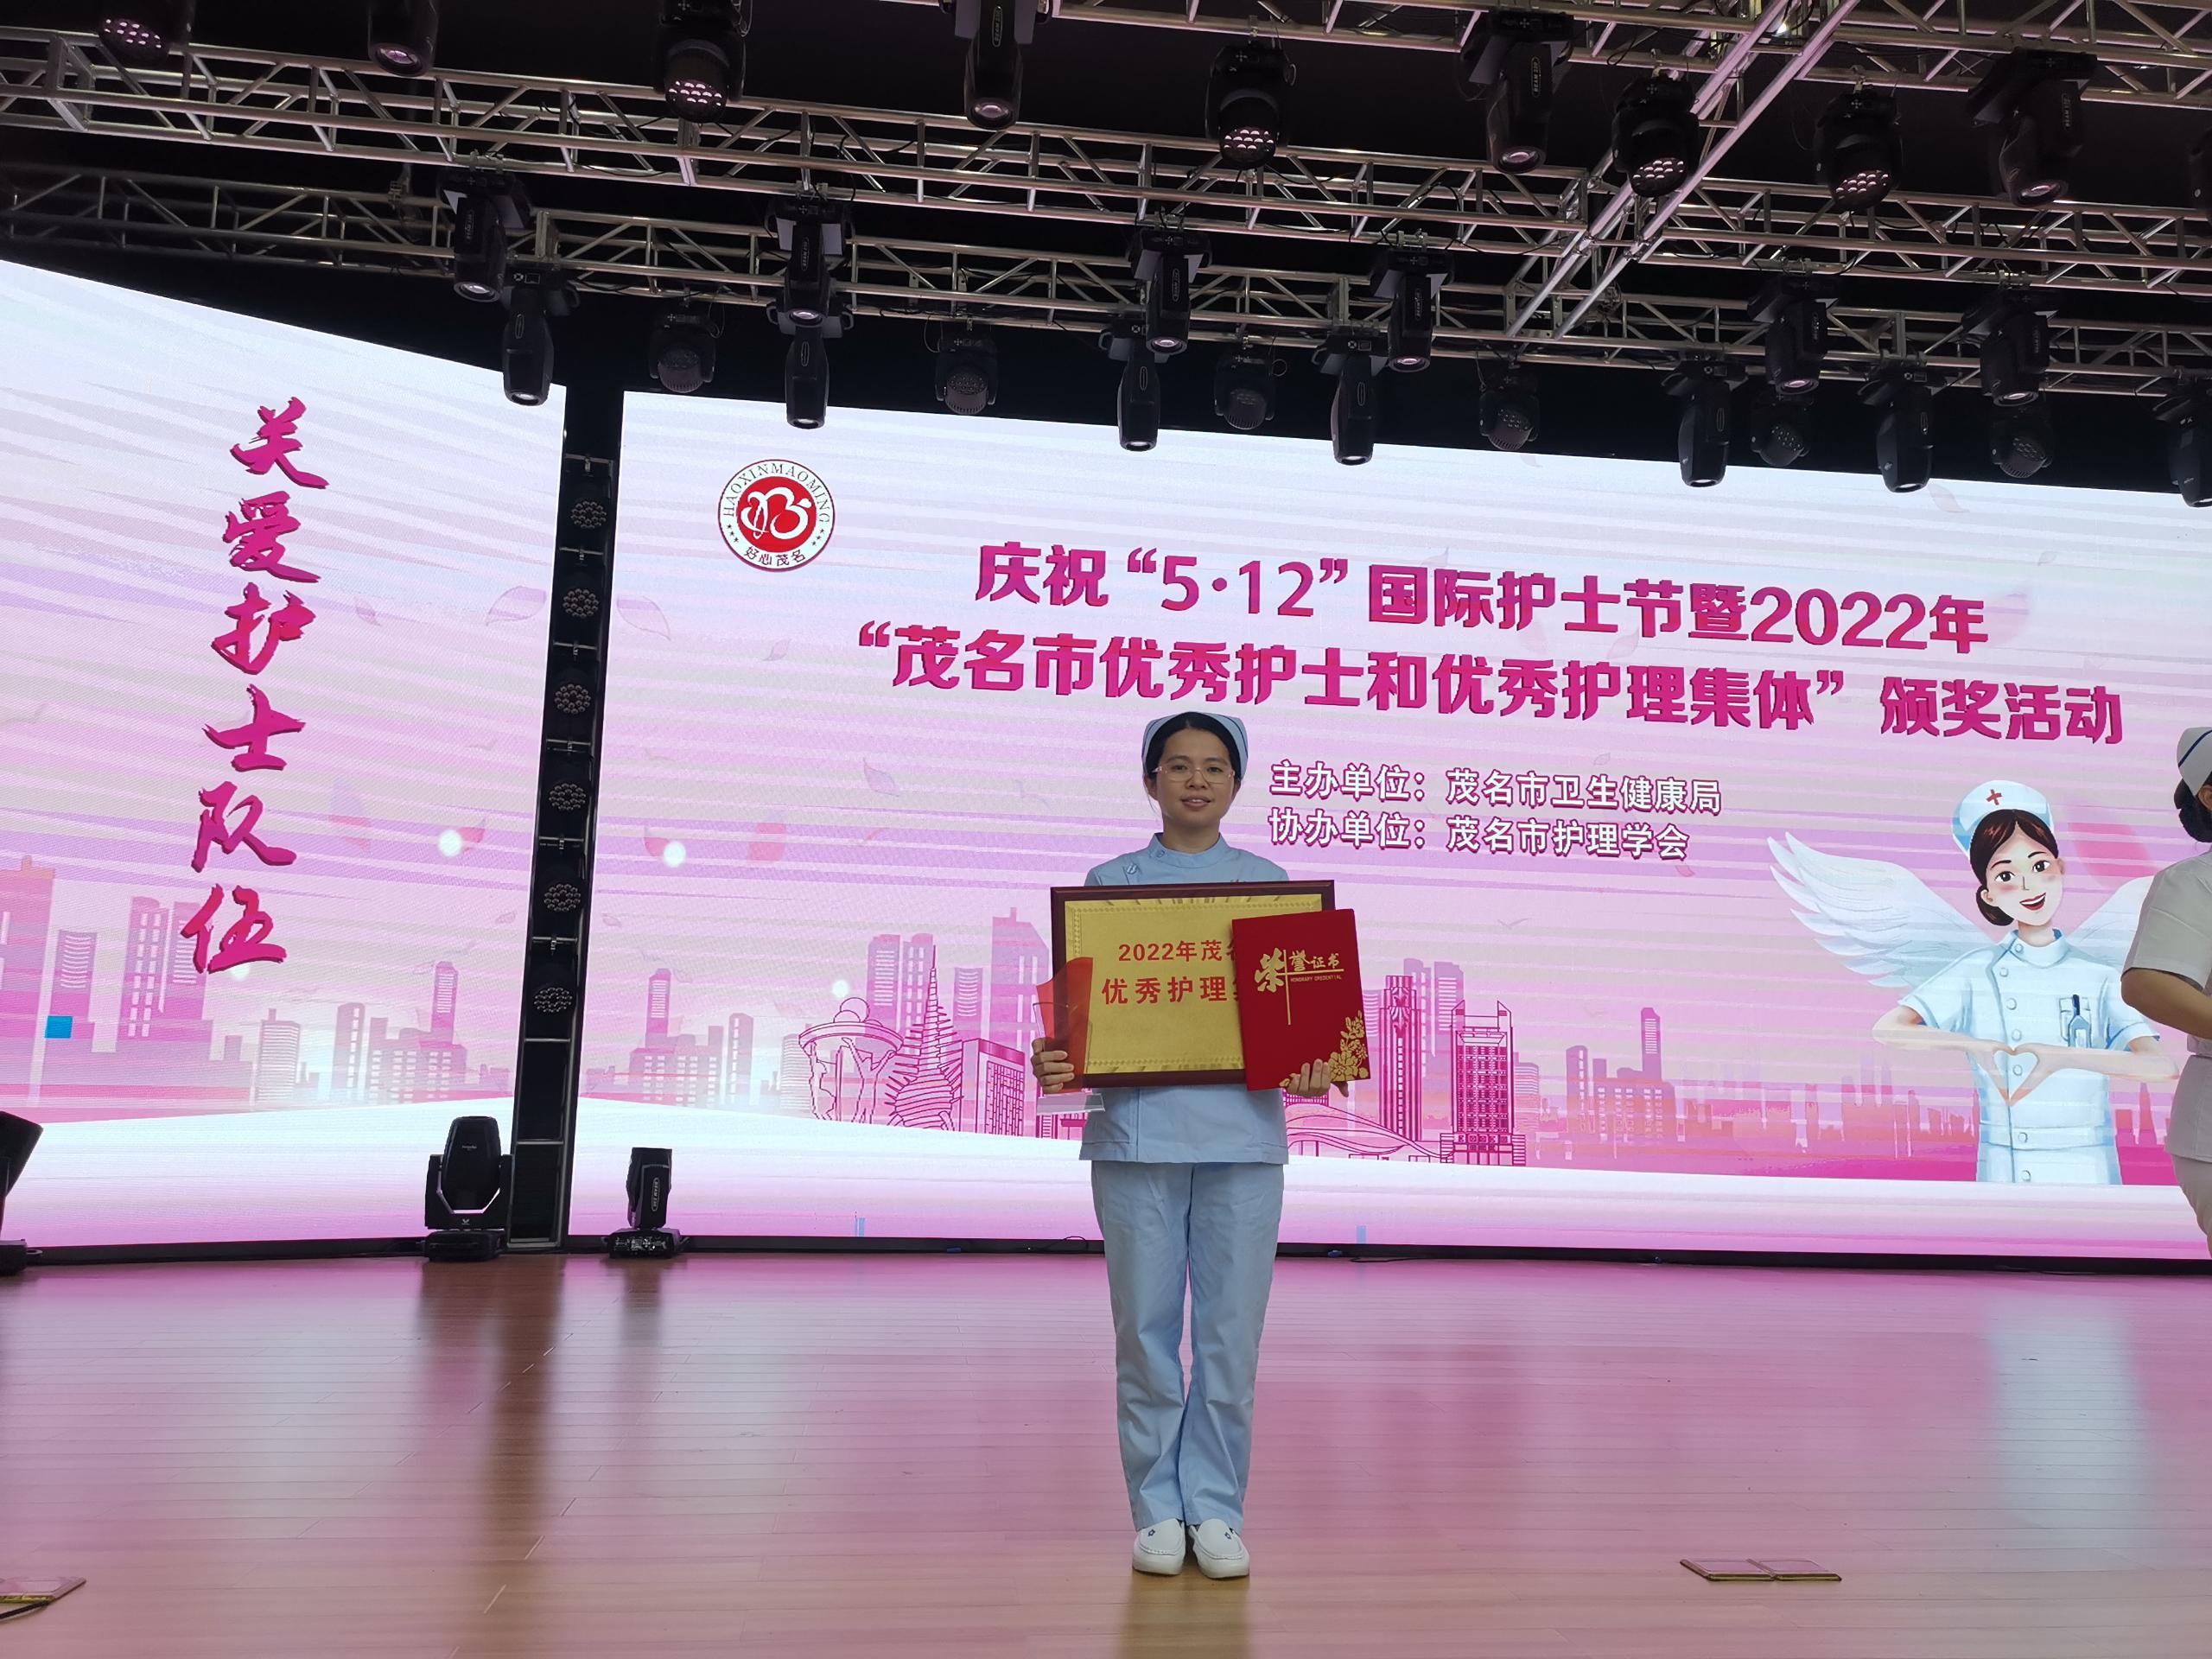 关爱护士队伍
HAOXINMAOMING
好心茂名
庆祝“5·12”国际护士节暨2022年
“茂名市优秀护士和优秀护理集体”颁奖活动
主办单位：茂名市卫生健康局
协办单位：茂名市护理学会
2022年茂名
优秀护理
荣誉证书
HONORARY CREDENTIAL